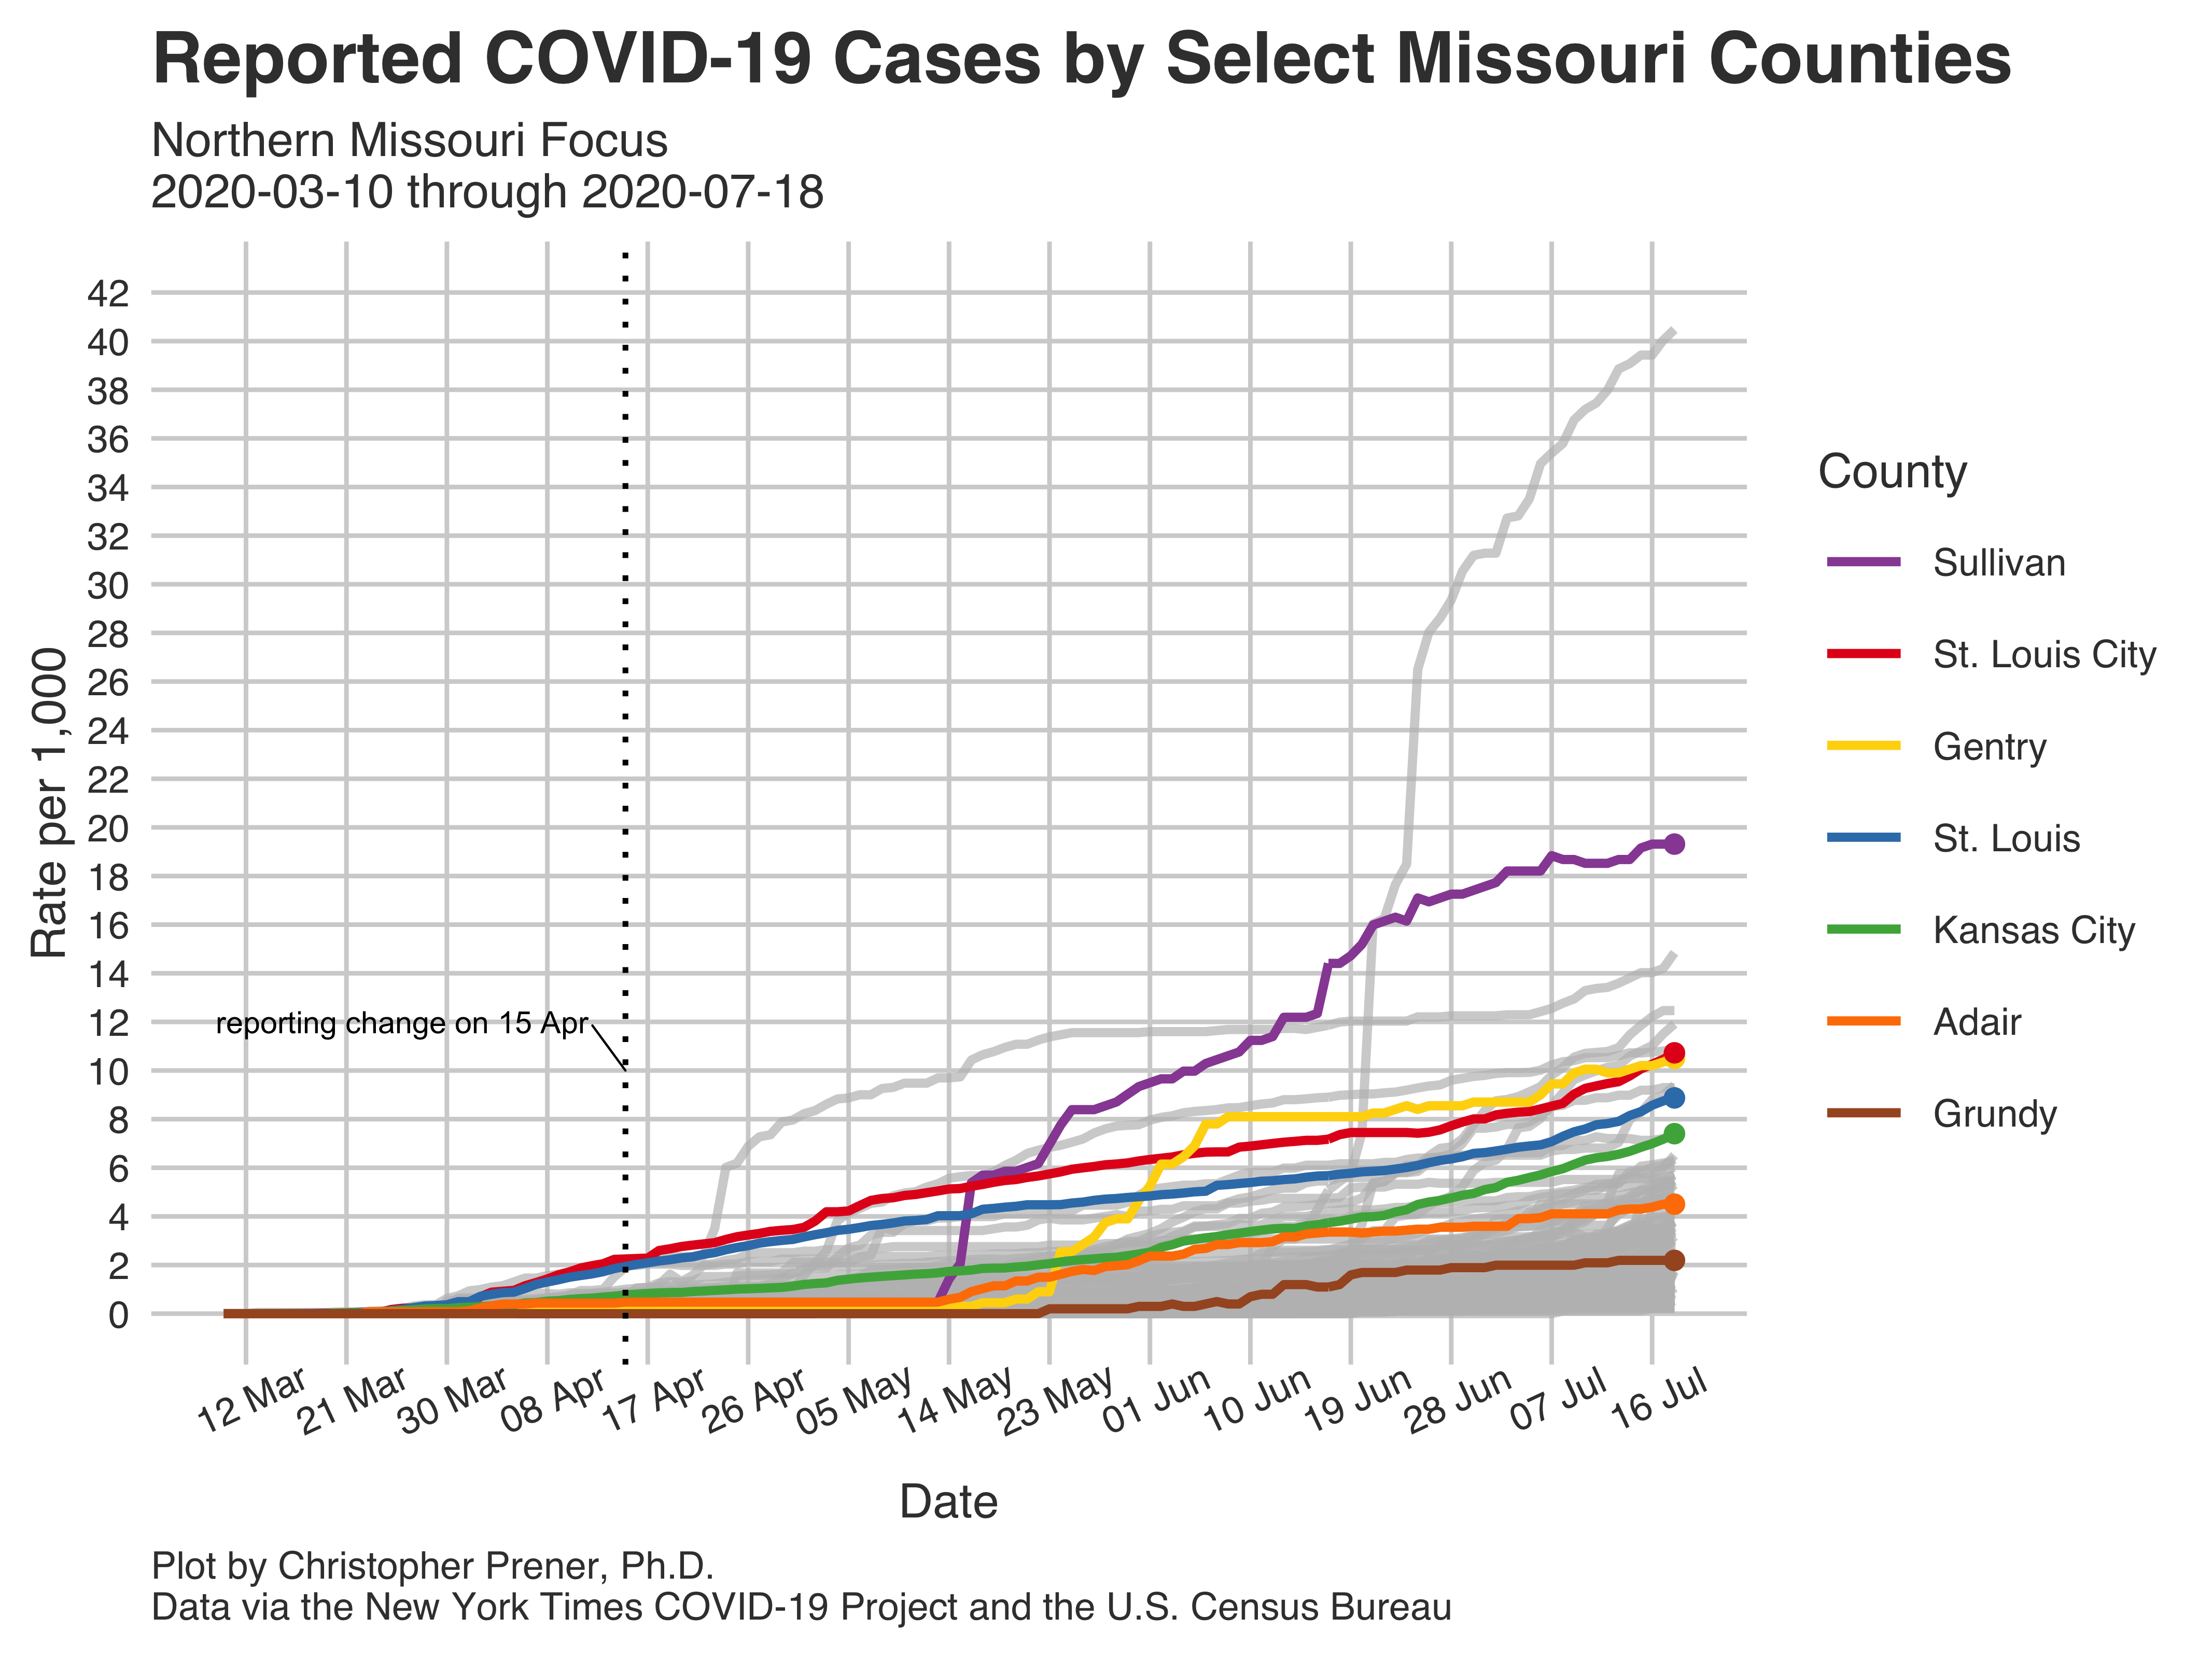 Reported COVID-19 Cases by Select Missouri Counties
Northern Missouri Focus
2020-03-10 through 2020-07-18
Rate per 1,000
42
40
38
36
34
32
30
28
26
24
22
20
18
16
14
12
10
8
6
4
2
0
reporting change on 15 Apr
12 Mar
21 Mar
30 Mar
08 Apr
17 Apr
26 Apr
05 May
14 May
23 May
01 Jun
10 Jun
19 Jun
28 Jun
07 Jul
16 Jul
Date
County
Sullivan
St. Louis City
Gentry
St. Louis
Kansas City
Adair
Grundy
Plot by Christopher Prener, Ph.D.
Data via the New York Times COVID-19 Project and the U.S. Census Bureau